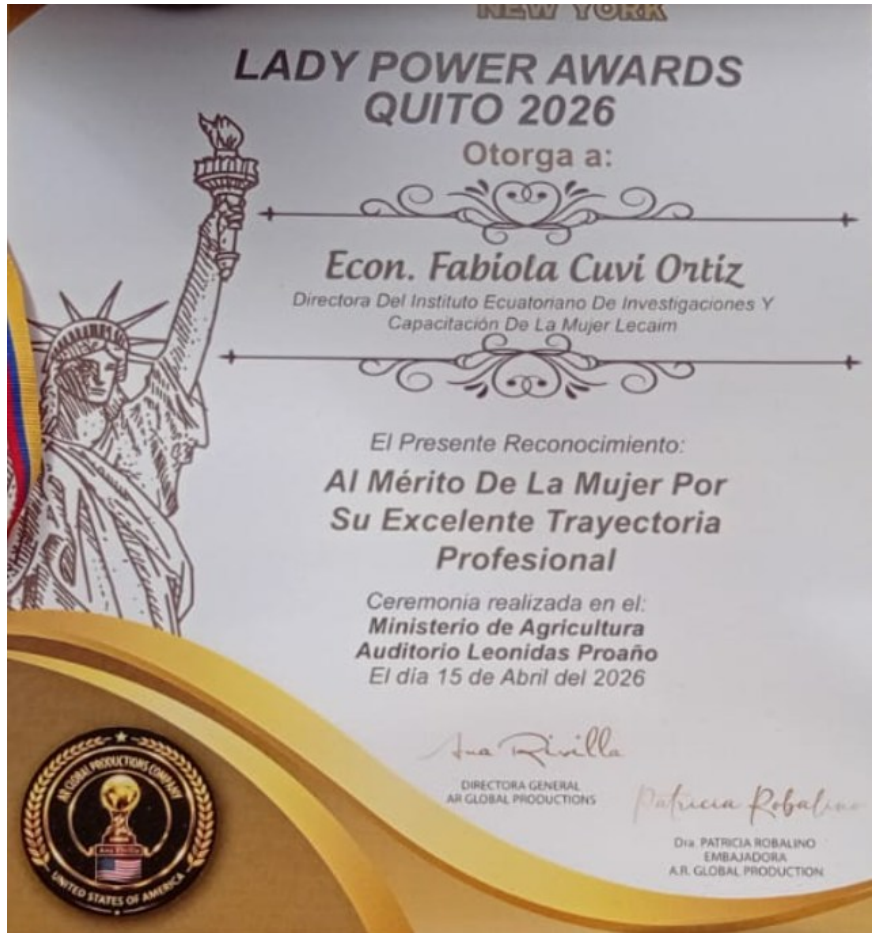 NEW YORK
LADY POWER AWARDS
QUITO 2026
Otorga a:
Econ. Fabiola Cuvi Ortiz
Directora Del Instituto Ecuatoriano De Investigaciones Y
Capacitación De La Mujer Lecaim
El Presente Reconocimiento:
Al Mérito De La Mujer Por
Su Excelente Trayectoria
Profesional
Ceremonia realizada en el:
Ministerio de Agricultura
Auditorio Leonidas Proaño
El día 15 de Abril del 2026
Ana Rivilla
DIRECTORA GENERAL
AR GLOBAL PRODUCTIONS
Patricia Robalino
Dra. PATRICIA ROBALINO
EMBAJADORA
A.R. GLOBAL PRODUCTION
AR GLOBAL PRODUCTIONS COMPANY
UNITED STATES OF AMERICA